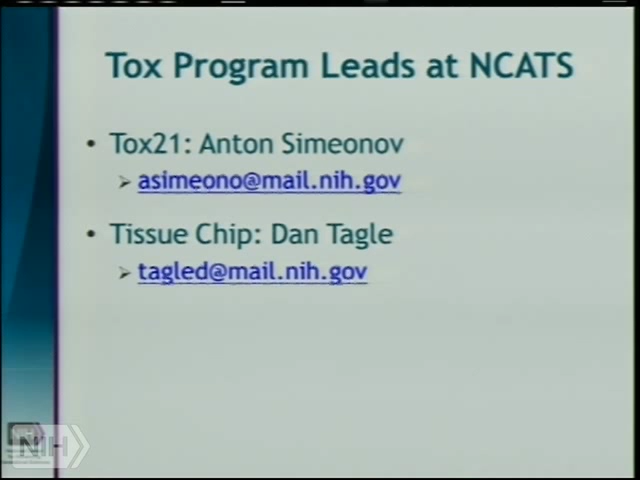 Tox Program Leads at NCATS
• Tox21: Anton Simeonov
➢ asimeono@mail.nih.gov
• Tissue Chip: Dan Tagle
➢ tagled@mail.nih.gov
NIH